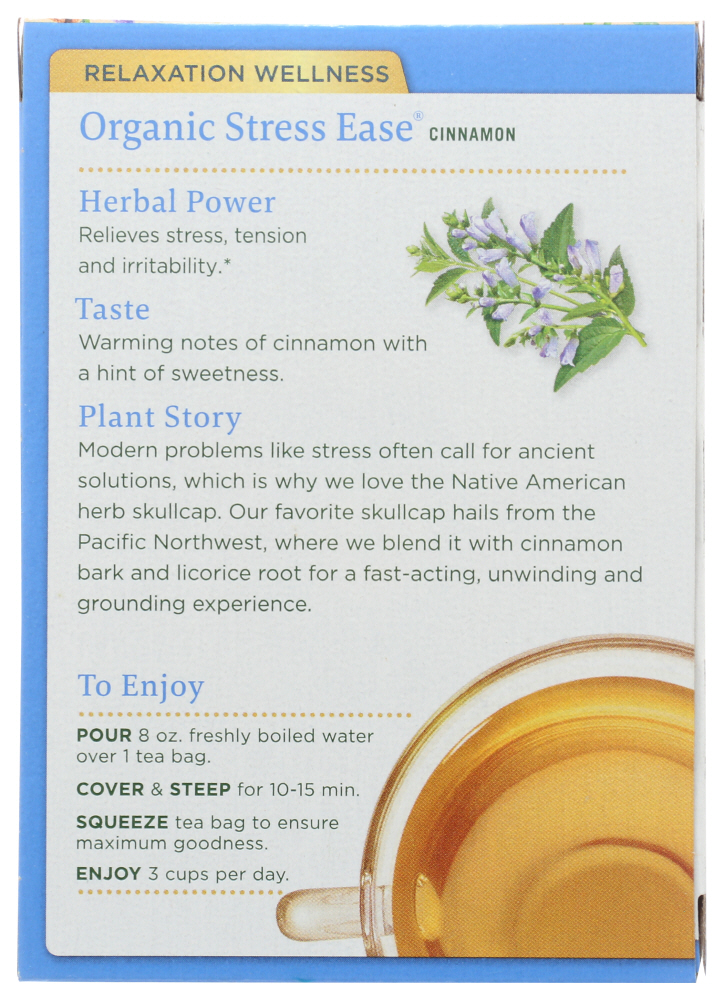 RELAXATION WELLNESS
Organic Stress Ease® CINNAMON
Herbal Power
Relieves stress, tension
and irritability.*
Taste
Warming notes of cinnamon with
a hint of sweetness.
Plant Story
Modern problems like stress often call for ancient
solutions, which is why we love the Native American
herb skullcap. Our favorite skullcap hails from the
Pacific Northwest, where we blend it with cinnamon
bark and licorice root for a fast-acting, unwinding and
grounding experience.
To Enjoy
POUR 8 oz. freshly boiled water
over 1 tea bag.
COVER & STEEP for 10-15 min.
SQUEEZE tea bag to ensure
maximum goodness.
ENJOY 3 cups per day.